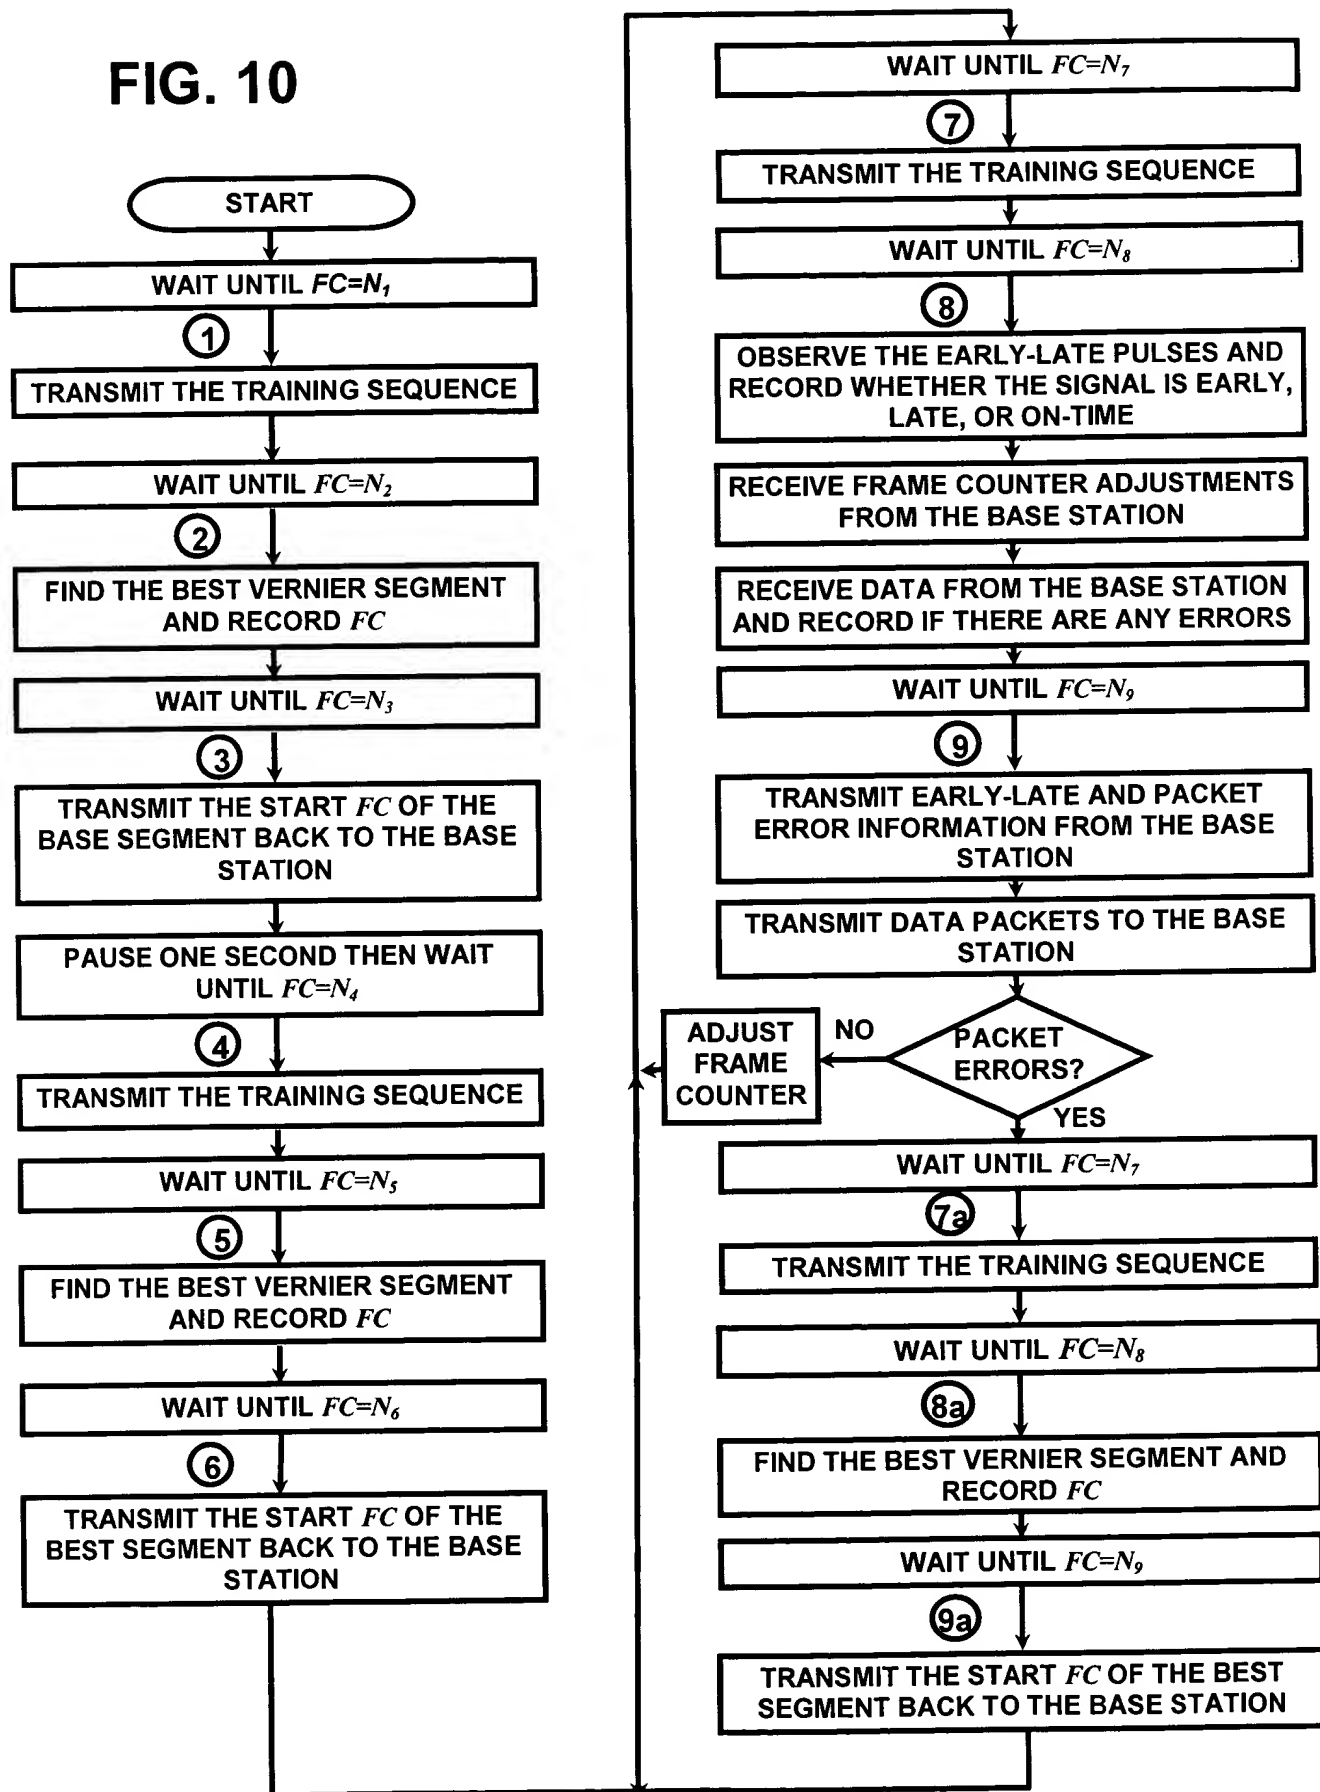 FIG. 10
START
WAIT UNTIL FC=N1
1
TRANSMIT THE TRAINING SEQUENCE
WAIT UNTIL FC=N2
2
FIND THE BEST VERNIER SEGMENT
AND RECORD FC
WAIT UNTIL FC=N3
3
TRANSMIT THE START FC OF THE
BASE SEGMENT BACK TO THE BASE
STATION
PAUSE ONE SECOND THEN WAIT
UNTIL FC=N4
4
TRANSMIT THE TRAINING SEQUENCE
WAIT UNTIL FC=N5
5
FIND THE BEST VERNIER SEGMENT
AND RECORD FC
WAIT UNTIL FC=N6
6
TRANSMIT THE START FC OF THE
BEST SEGMENT BACK TO THE BASE
STATION
WAIT UNTIL FC=N7
7
TRANSMIT THE TRAINING SEQUENCE
WAIT UNTIL FC=N8
8
OBSERVE THE EARLY-LATE PULSES AND
RECORD WHETHER THE SIGNAL IS EARLY,
LATE, OR ON-TIME
RECEIVE FRAME COUNTER ADJUSTMENTS
FROM THE BASE STATION
RECEIVE DATA FROM THE BASE STATION
AND RECORD IF THERE ARE ANY ERRORS
WAIT UNTIL FC=N9
9
TRANSMIT EARLY-LATE AND PACKET
ERROR INFORMATION FROM THE BASE
STATION
TRANSMIT DATA PACKETS TO THE BASE
STATION
PACKET
ERRORS?
NO
ADJUST
FRAME
COUNTER
YES
WAIT UNTIL FC=N7
7a
TRANSMIT THE TRAINING SEQUENCE
WAIT UNTIL FC=N8
8a
FIND THE BEST VERNIER SEGMENT AND
RECORD FC
WAIT UNTIL FC=N9
9a
TRANSMIT THE START FC OF THE BEST
SEGMENT BACK TO THE BASE STATION